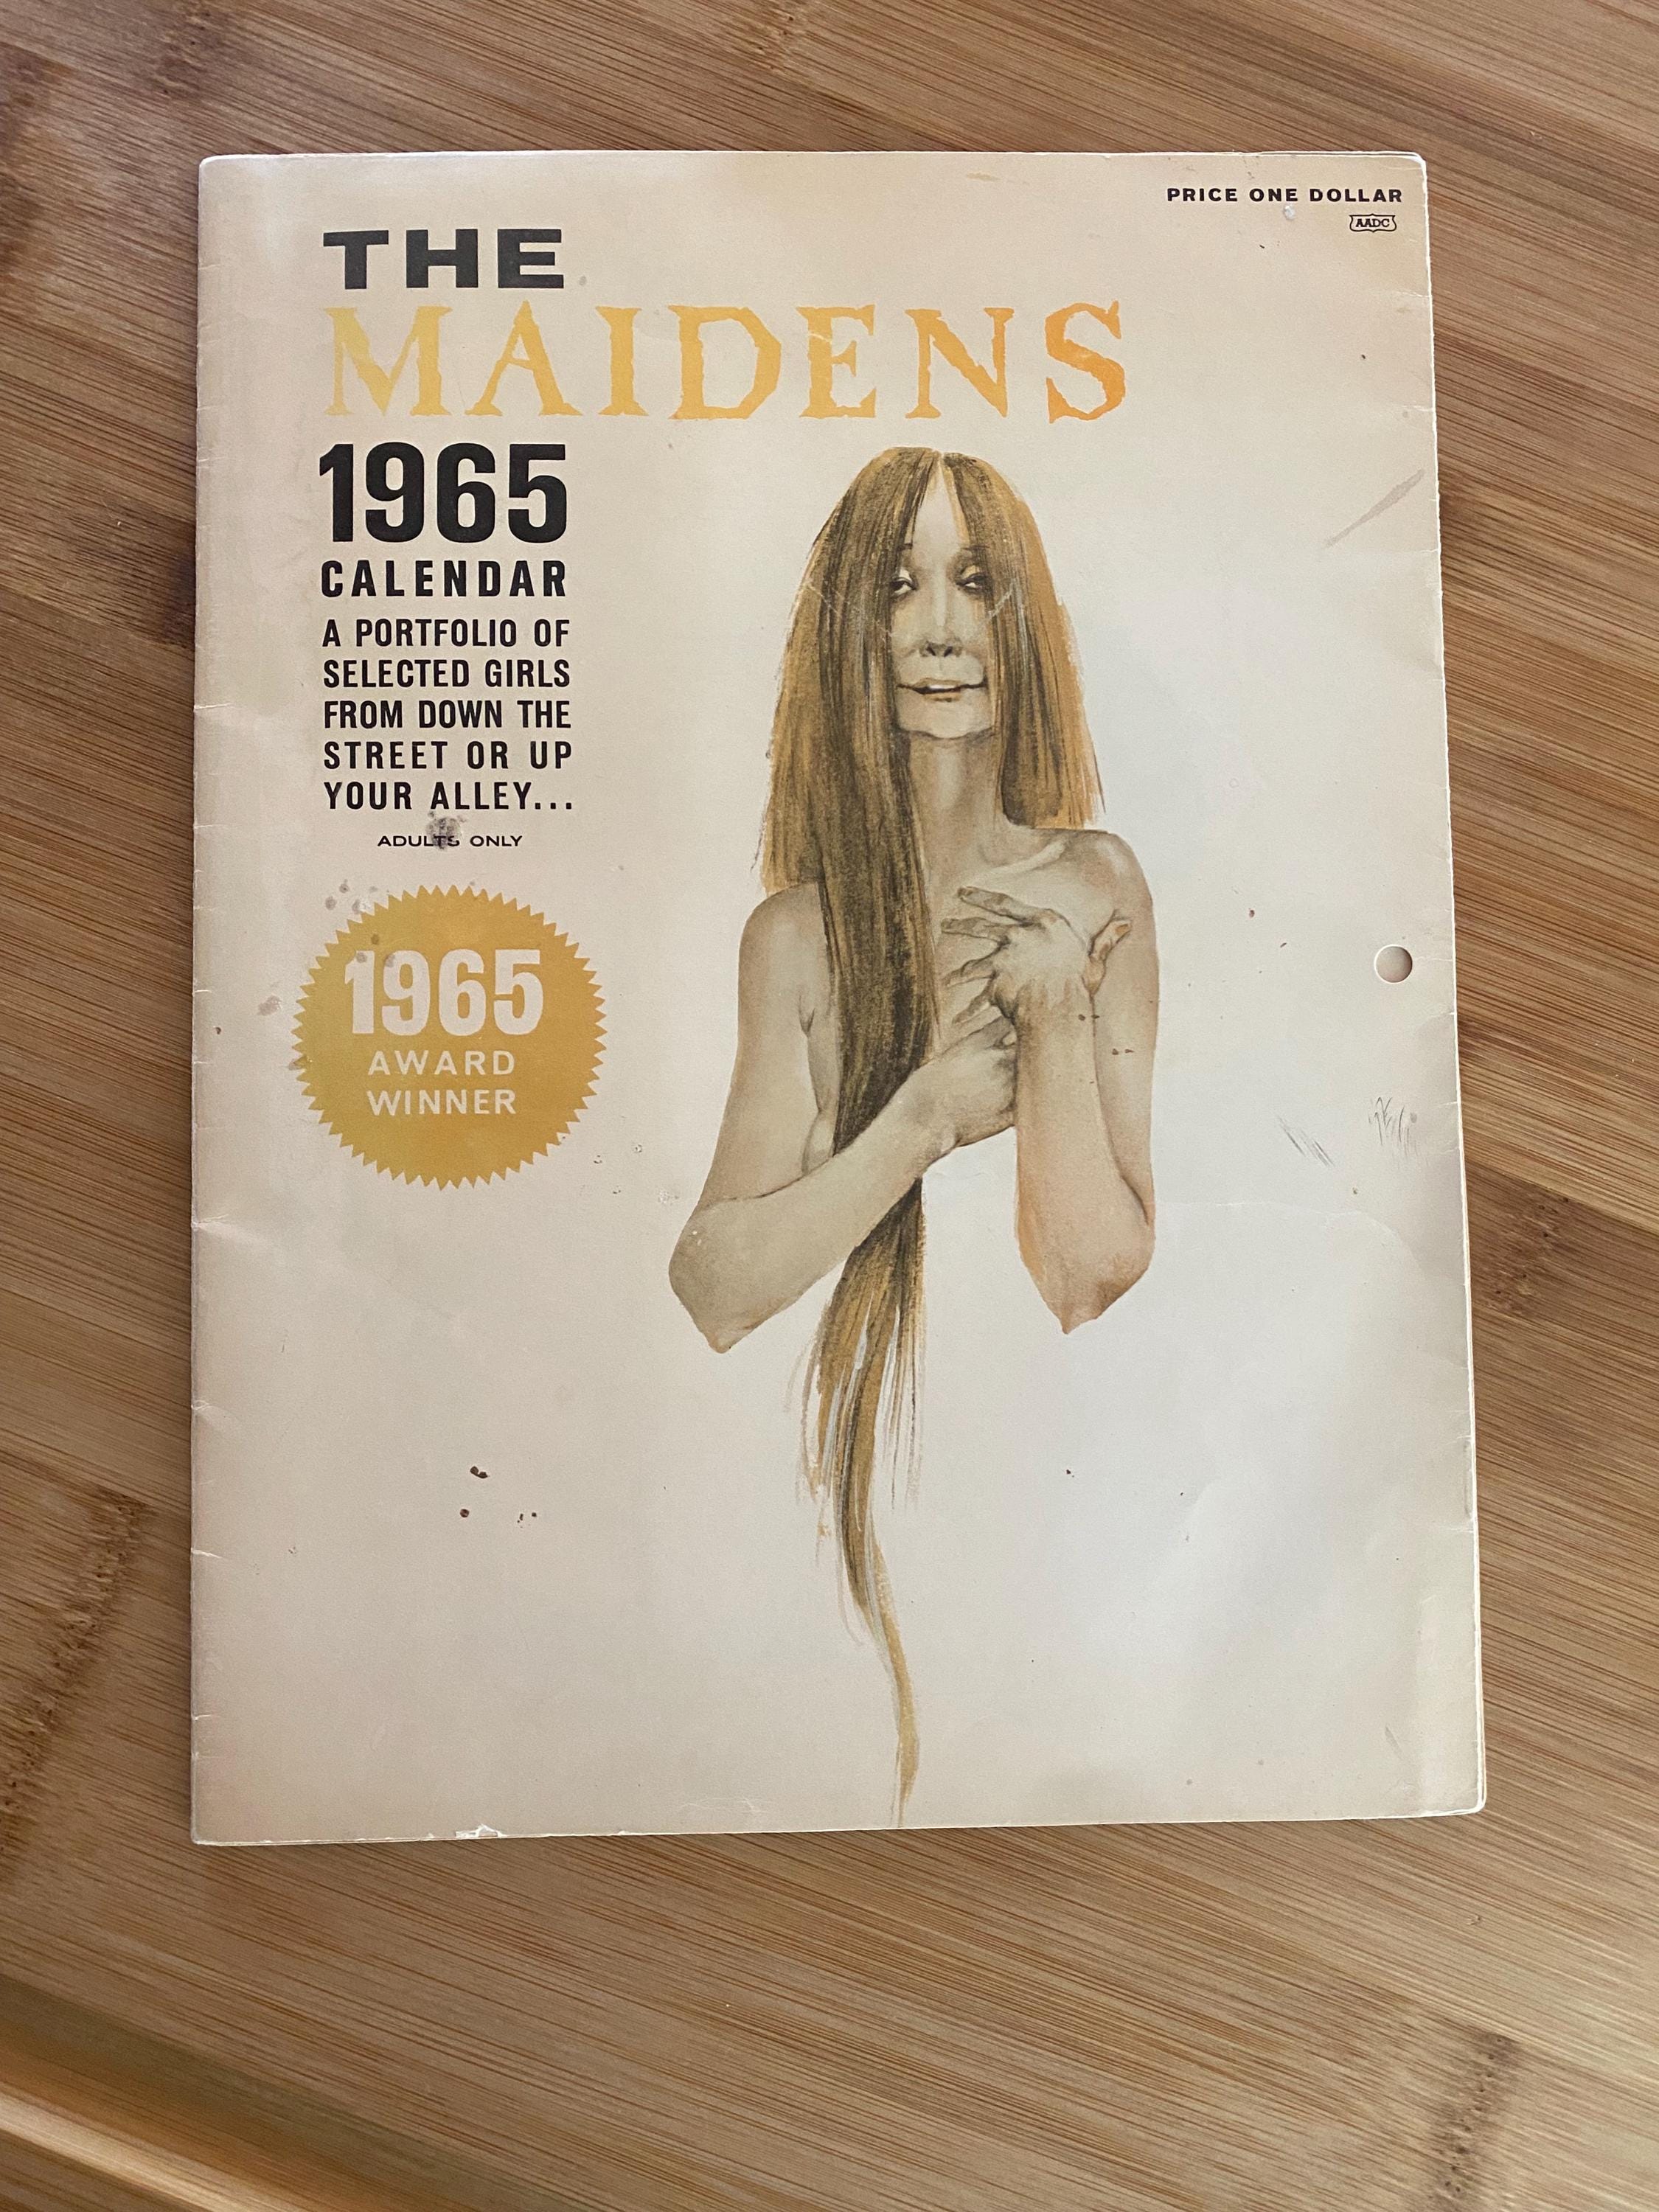 PRICE ONE DOLLAR
AADC
THE
MAIDENS
1965
CALENDAR
A PORTFOLIO OF
SELECTED GIRLS
FROM DOWN THE
STREET OR UP
YOUR ALLEY...
ADULTS ONLY
1965
AWARD
WINNER